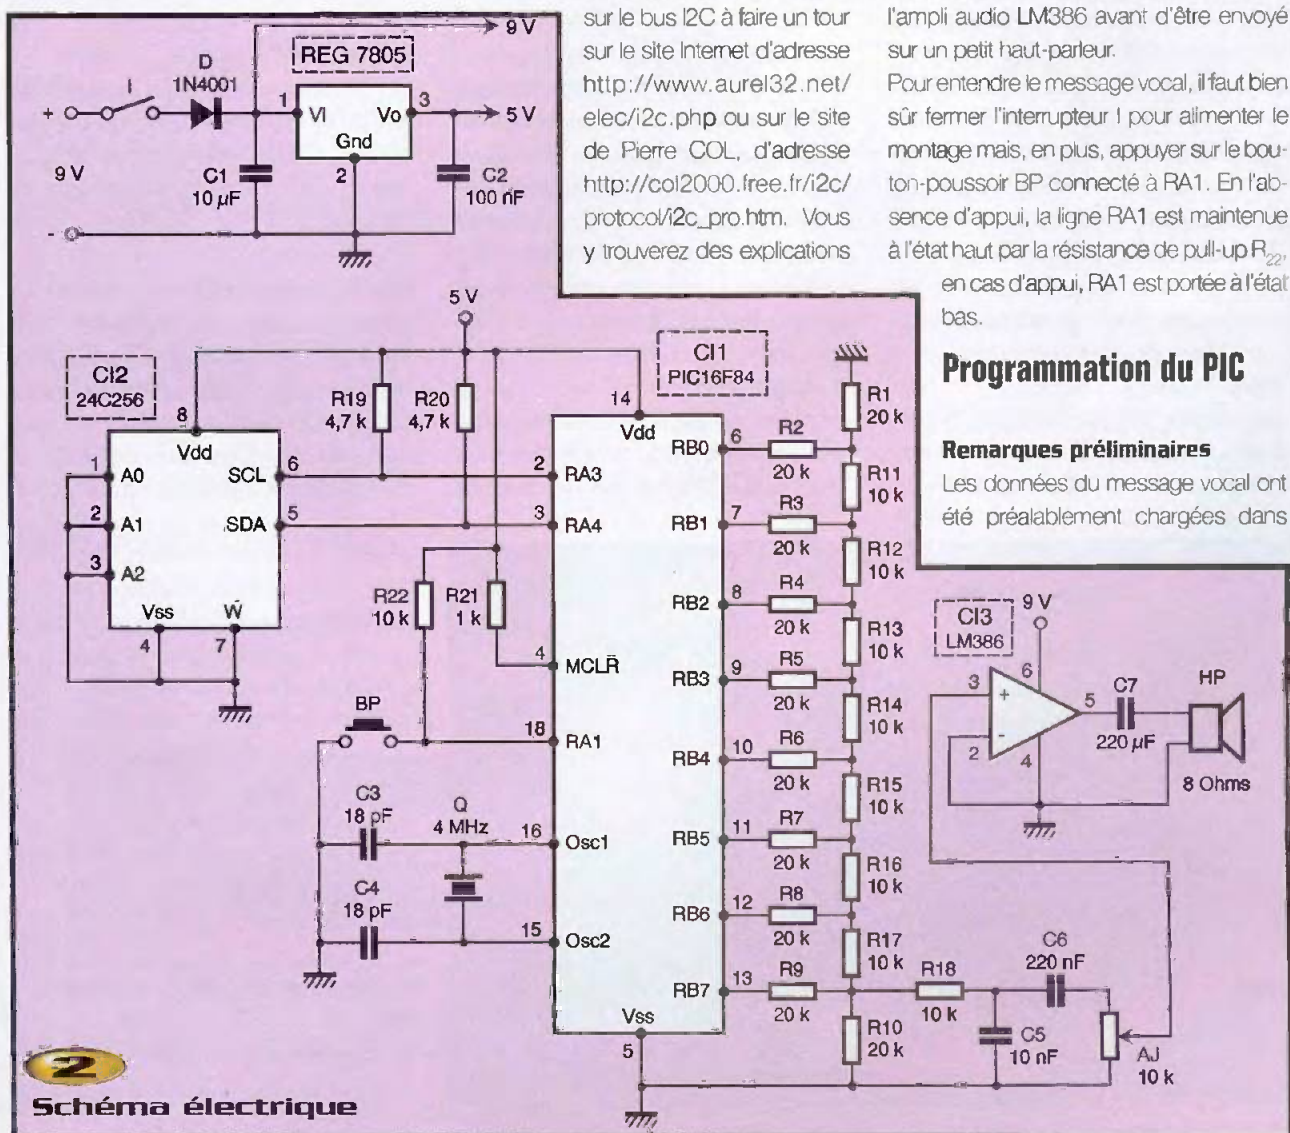 sur le bus I2C à faire un tour
sur le site Internet d'adresse
http://www.aurel32.net/
elec/i2c.php ou sur le site
de Pierre COL, d'adresse
http://col2000.free.fr/i2c/
protocol/i2c_pro.htm. Vous
y trouverez des explications
l'ampli audio LM386 avant d'être envoyé
sur un petit haut-parleur.
Pour entendre le message vocal, il faut bien
sûr fermer l'interrupteur I pour alimenter le
montage mais, en plus, appuyer sur le bou-
ton-poussoir BP connecté à RA1. En l'ab-
sence d'appui, la ligne RA1 est maintenue
à l'état haut par la résistance de pull-up R22,
en cas d'appui, RA1 est portée à l'état
bas.
Programmation du PIC
Remarques préliminaires
Les données du message vocal ont
été préalablement chargées dans
9 V
REG 7805
D
1N4001
I
+
1
VI
Vo
3
5 V
Gnd
2
9 V
C1
10 µF
C2
100 nF
-
5 V
CI2
24C256
8
Vdd
1
A0
SCL
6
2
A1
SDA
5
3
A2
Vss
W
4
7
R19
4,7 k
R20
4,7 k
R22
10 k
R21
1 k
CI1
PIC16F84
14
Vdd
2
RA3
3
RA4
4
MCLR
BP
18
RA1
C3
18 pF
Q
4 MHz
16
Osc1
C4
18 pF
15
Osc2
Vss
5
RB0
6
R2
20 k
RB1
7
R3
20 k
RB2
8
R4
20 k
RB3
9
R5
20 k
RB4
10
R6
20 k
RB5
11
R7
20 k
RB6
12
R8
20 k
RB7
13
R9
20 k
R1
20 k
R11
10 k
R12
10 k
R13
10 k
R14
10 k
R15
10 k
R16
10 k
R17
10 k
R10
20 k
R18
10 k
C6
220 nF
C5
10 nF
AJ
10 k
CI3
LM386
9 V
3
+
6
5
-
2
4
C7
220 µF
HP
8 Ohms
2
Schéma électrique